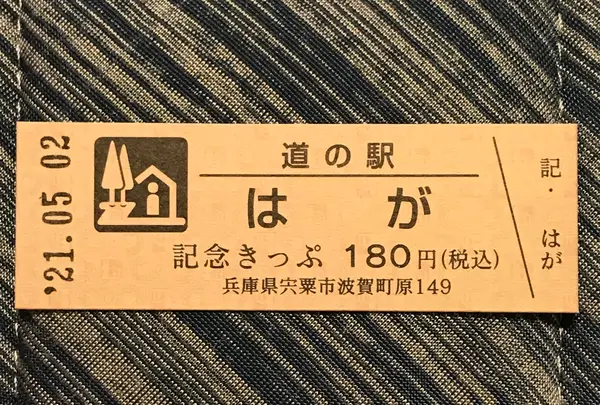 '21.05 02
道の駅
はが
記念きっぷ 180円(税込)
兵庫県宍粟市波賀町原149
記・はが